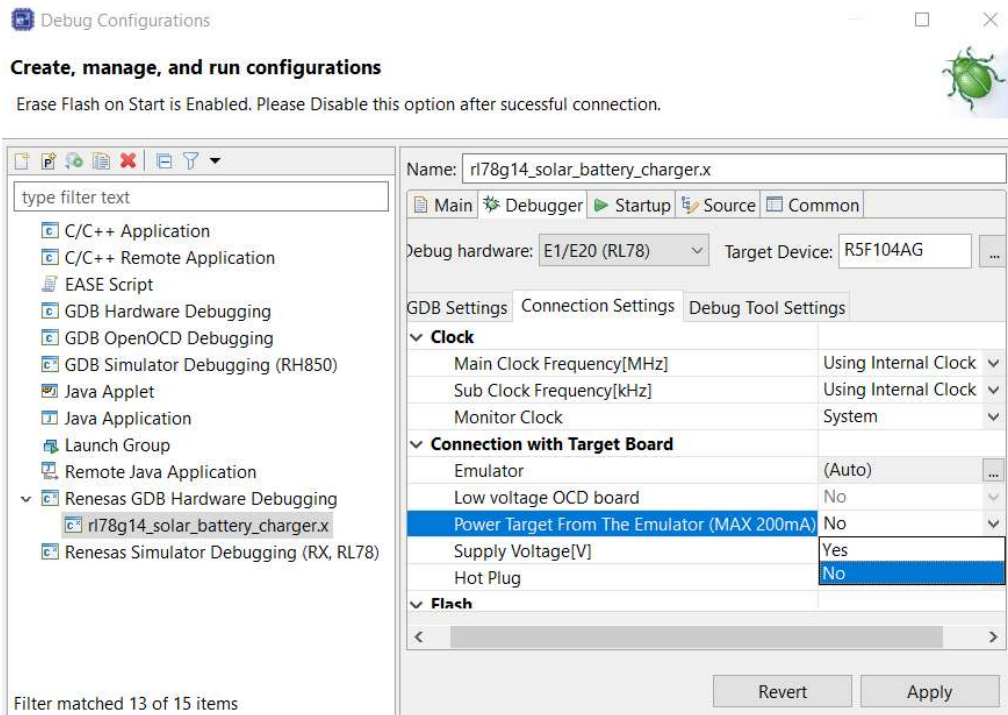 Debug Configurations
Create, manage, and run configurations
Erase Flash on Start is Enabled. Please Disable this option after sucessful connection.
type filter text
C/C++ Application
C/C++ Remote Application
EASE Script
GDB Hardware Debugging
GDB OpenOCD Debugging
GDB Simulator Debugging (RH850)
Java Applet
Java Application
Launch Group
Remote Java Application
Renesas GDB Hardware Debugging
rl78g14_solar_battery_charger.x
Renesas Simulator Debugging (RX, RL78)
Filter matched 13 of 15 items
Name: rl78g14_solar_battery_charger.x
Main Debugger Startup Source Common
Debug hardware: E1/E20 (RL78) Target Device: R5F104AG ...
GDB Settings Connection Settings Debug Tool Settings
Clock
Main Clock Frequency[MHz] Using Internal Clock
Sub Clock Frequency[kHz] Using Internal Clock
Monitor Clock System
Connection with Target Board
Emulator (Auto) ...
Low voltage OCD board No
Power Target From The Emulator (MAX 200mA) No
Supply Voltage[V] Yes
Hot Plug No
Flash
Revert Apply